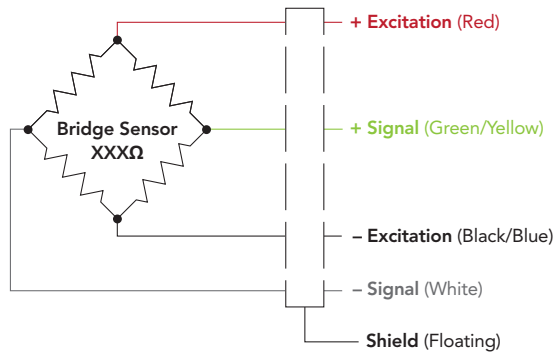 + Excitation (Red)
Bridge Sensor
XXXΩ
+ Signal (Green/Yellow)
– Excitation (Black/Blue)
– Signal (White)
Shield (Floating)